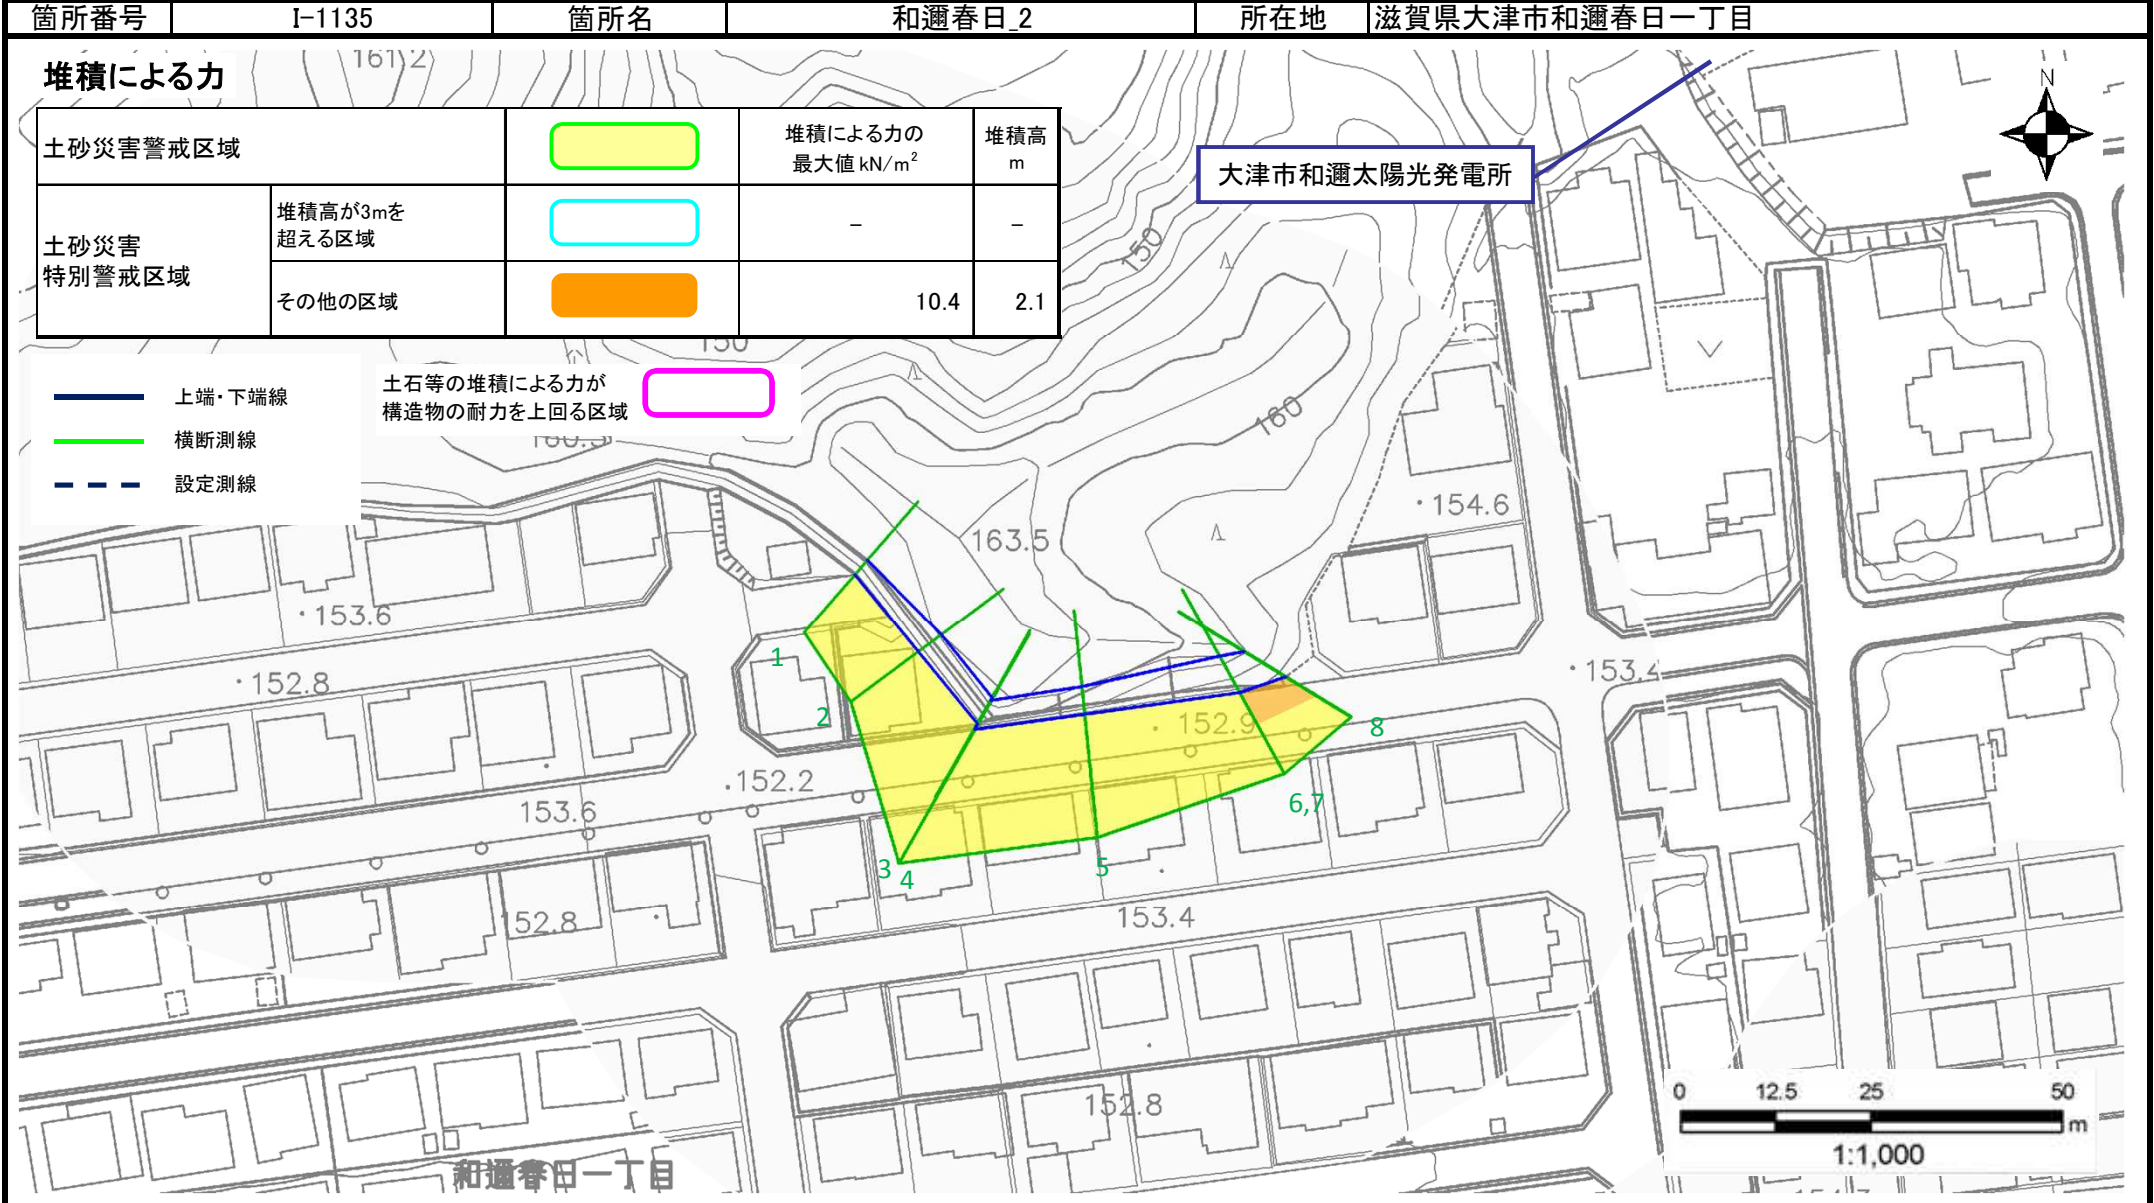 箇所番号 I-1135 箇所名 和邇春日_2 所在地 滋賀県大津市和邇春日一丁目
161.2
堆積による力
土砂災害警戒区域
堆積による力の
最大値 kN/m²
堆積高
m
土砂災害
特別警戒区域
堆積高が3mを
超える区域
－ －
その他の区域
10.4 2.1
大津市和邇太陽光発電所
N
上端・下端線
横断測線
設定測線
土石等の堆積による力が
構造物の耐力を上回る区域
150
150
160
160.5
163.5
154.6
153.6
152.8
153.4
152.9
152.2
153.6
152.8
153.4
152.8
1
2
3
4
5
6,7
8
和邇春日一丁目
0 12.5 25 50
m
1:1,000